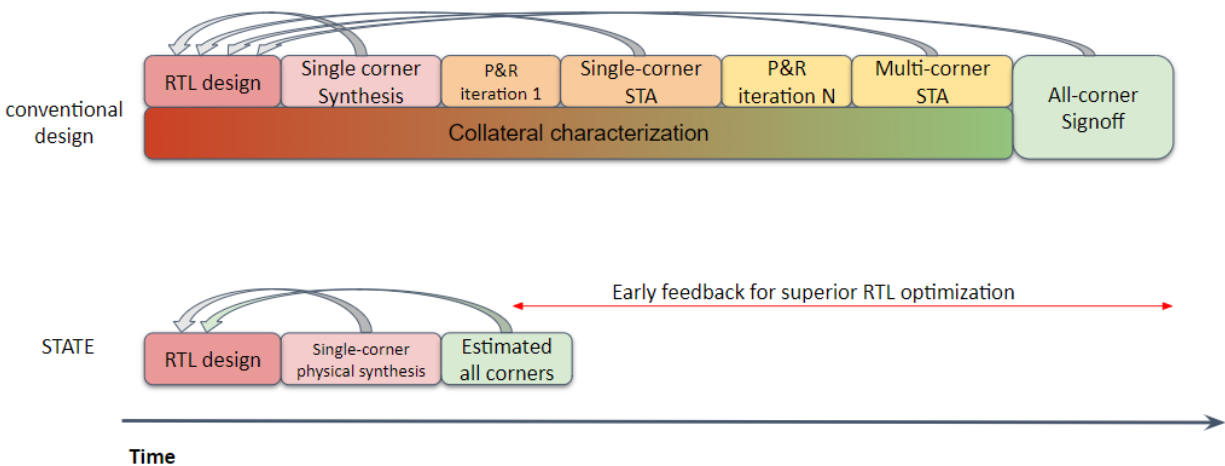 RTL design
Single corner
Synthesis
P&R
iteration 1
Single-corner
STA
P&R
iteration N
Multi-corner
STA
All-corner
Signoff
conventional
design
Collateral characterization
Early feedback for superior RTL optimization
STATE
RTL design
Single-corner
physical synthesis
Estimated
all corners
Time